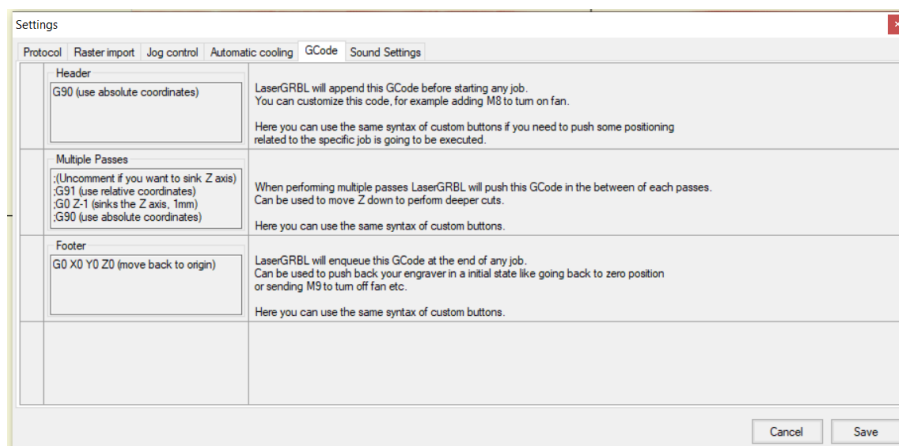 Settings
Protocol Raster import Jog control Automatic cooling GCode Sound Settings
Header
G90 (use absolute coordinates)
LaserGRBL will append this GCode before starting any job.
You can customize this code, for example adding M8 to turn on fan.
Here you can use the same syntax of custom buttons if you need to push some positioning
related to the specific job is going to be executed.
Multiple Passes
;(Uncomment if you want to sink Z axis)
;G91 (use relative coordinates)
;G0 Z-1 (sinks the Z axis, 1mm)
;G90 (use absolute coordinates)
When performing multiple passes LaserGRBL will push this GCode in the between of each passes.
Can be used to move Z down to perform deeper cuts.
Here you can use the same syntax of custom buttons.
Footer
G0 X0 Y0 Z0 (move back to origin)
LaserGRBL will enqueue this GCode at the end of any job.
Can be used to push back your engraver in a initial state like going back to zero position
or sending M9 to turn off fan etc.
Here you can use the same syntax of custom buttons.
Cancel Save